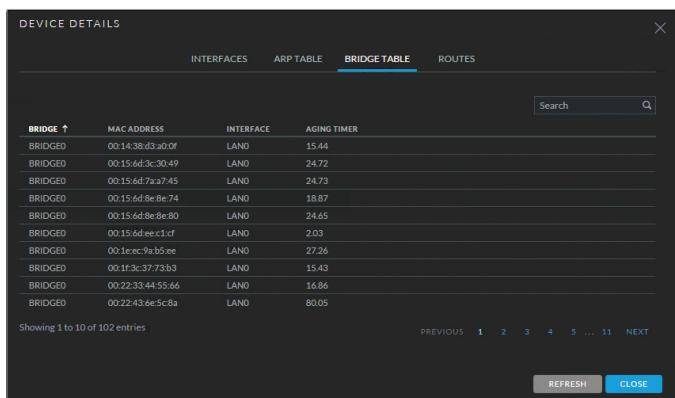 DEVICE DETAILS
INTERFACES ARP TABLE BRIDGE TABLE ROUTES
Search
BRIDGE ↑ MAC ADDRESS INTERFACE AGING TIMER
BRIDGE0 00:14:38:d3:a0:0f LAN0 15.44
BRIDGE0 00:15:6d:3c:30:49 LAN0 24.72
BRIDGE0 00:15:6d:7a:a7:45 LAN0 24.73
BRIDGE0 00:15:6d:8e:8e:74 LAN0 18.87
BRIDGE0 00:15:6d:8e:8e:80 LAN0 24.65
BRIDGE0 00:15:6d:ee:c1:cf LAN0 2.03
BRIDGE0 00:1e:ec:9a:b5:ee LAN0 27.26
BRIDGE0 00:1f:3c:37:73:b3 LAN0 15.43
BRIDGE0 00:22:33:44:55:66 LAN0 16.86
BRIDGE0 00:22:43:6e:5c:8a LAN0 80.05
Showing 1 to 10 of 102 entries PREVIOUS 1 2 3 4 5 ... 11 NEXT
REFRESH CLOSE